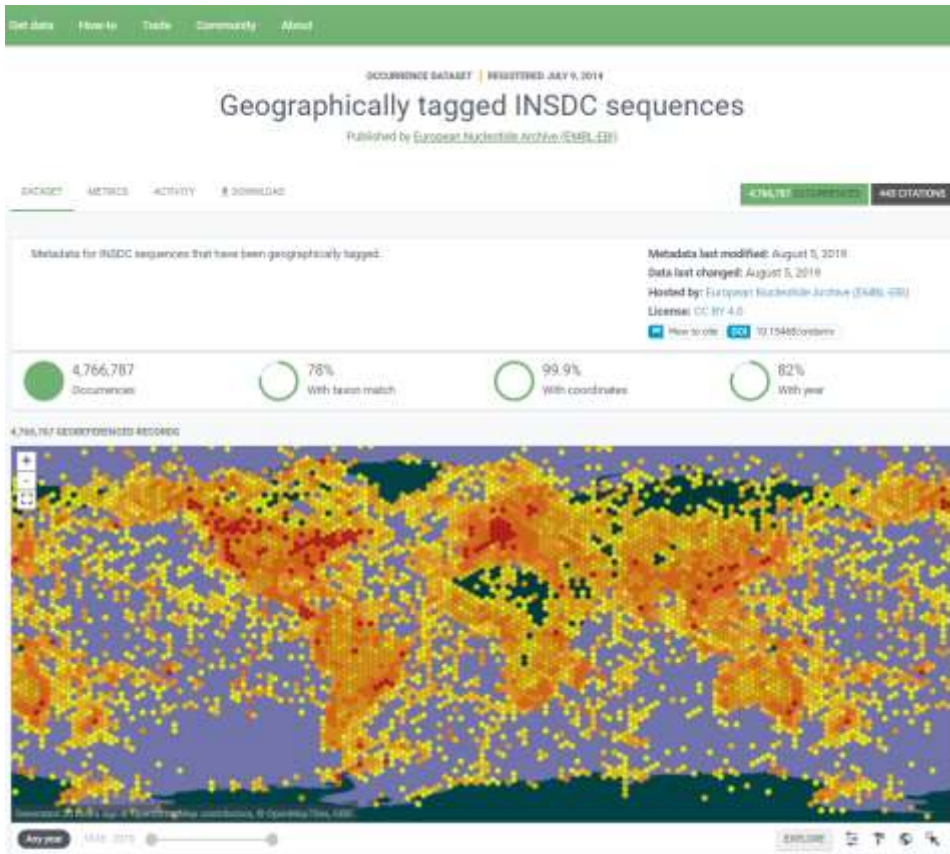 Get data How-to Tools Community About
OCCURRENCE DATASET | REGISTERED JULY 9, 2014
Geographically tagged INSDC sequences
Published by European Nucleotide Archive (EMBL-EBI)
DATASET METRICS ACTIVITY DOWNLOAD
4,766,787 OCCURRENCES 443 CITATIONS
Metadata for INSDC sequences that have been geographically tagged.
Metadata last modified: August 5, 2019
Data last changed: August 5, 2019
Hosted by: European Nucleotide Archive (EMBL-EBI)
License: CC BY 4.0
How to cite DOI
4,766,787
Occurrences
78%
With taxon match
99.9%
With coordinates
82%
With year
4,766,787 GEOREFERENCED RECORDS
+
-
Any year
EXPLORE